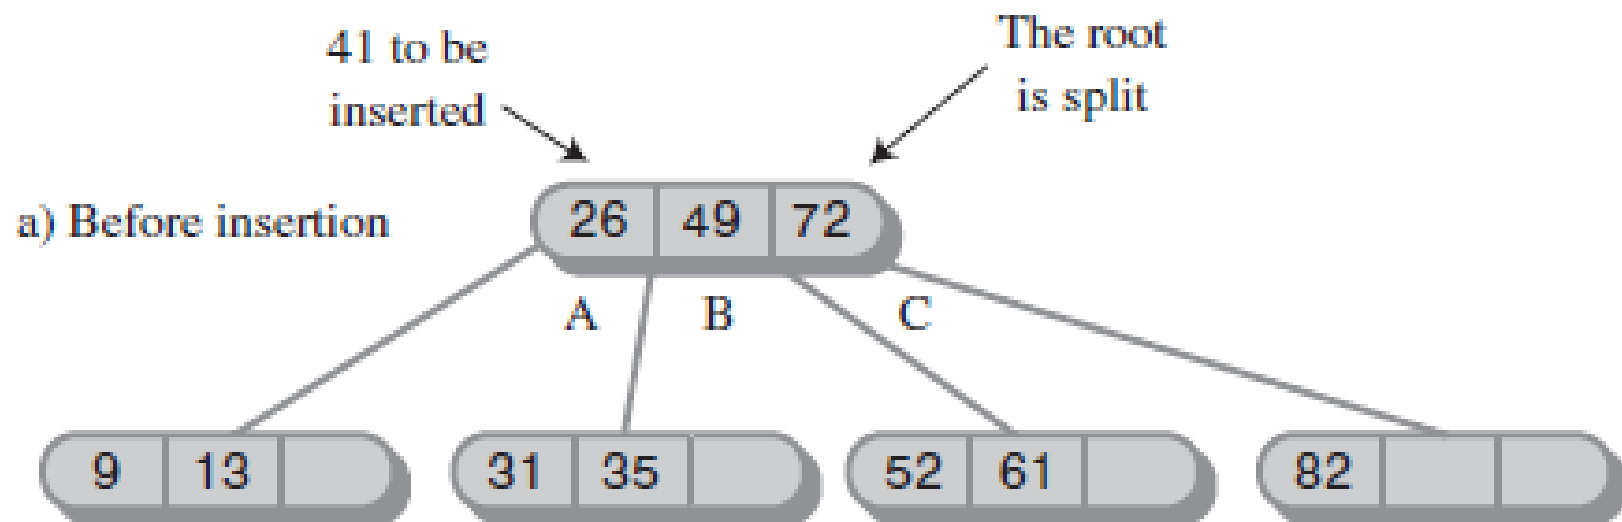 41 to be
inserted
The root
is split
a) Before insertion
26 49 72
A B C
9 13
31 35
52 61
82